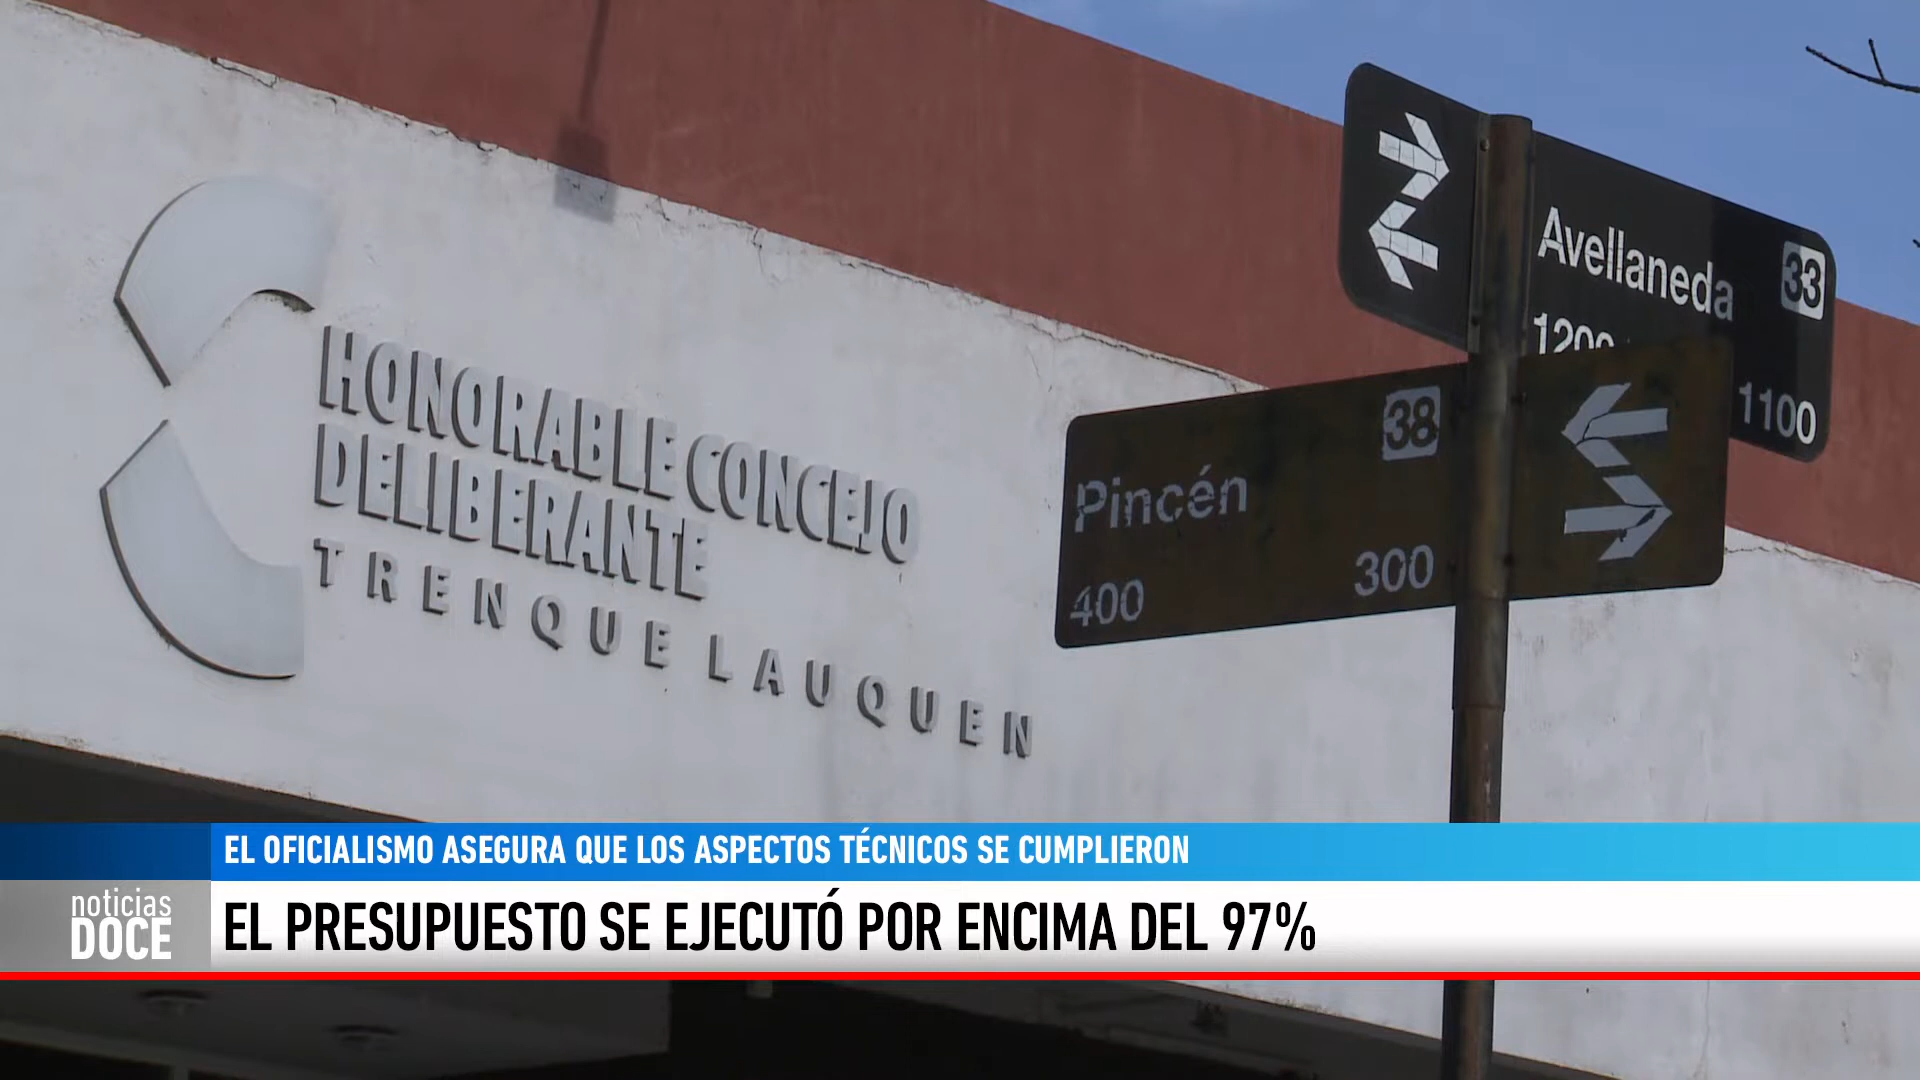 HONORABLE CONCEJO
DELIBERANTE
TRENQUE LAUQUEN
Avellaneda 33
1200 1100
Pincén 38
400 300
EL OFICIALISMO ASEGURA QUE LOS ASPECTOS TÉCNICOS SE CUMPLIERON
noticias
DOCE
EL PRESUPUESTO SE EJECUTÓ POR ENCIMA DEL 97%